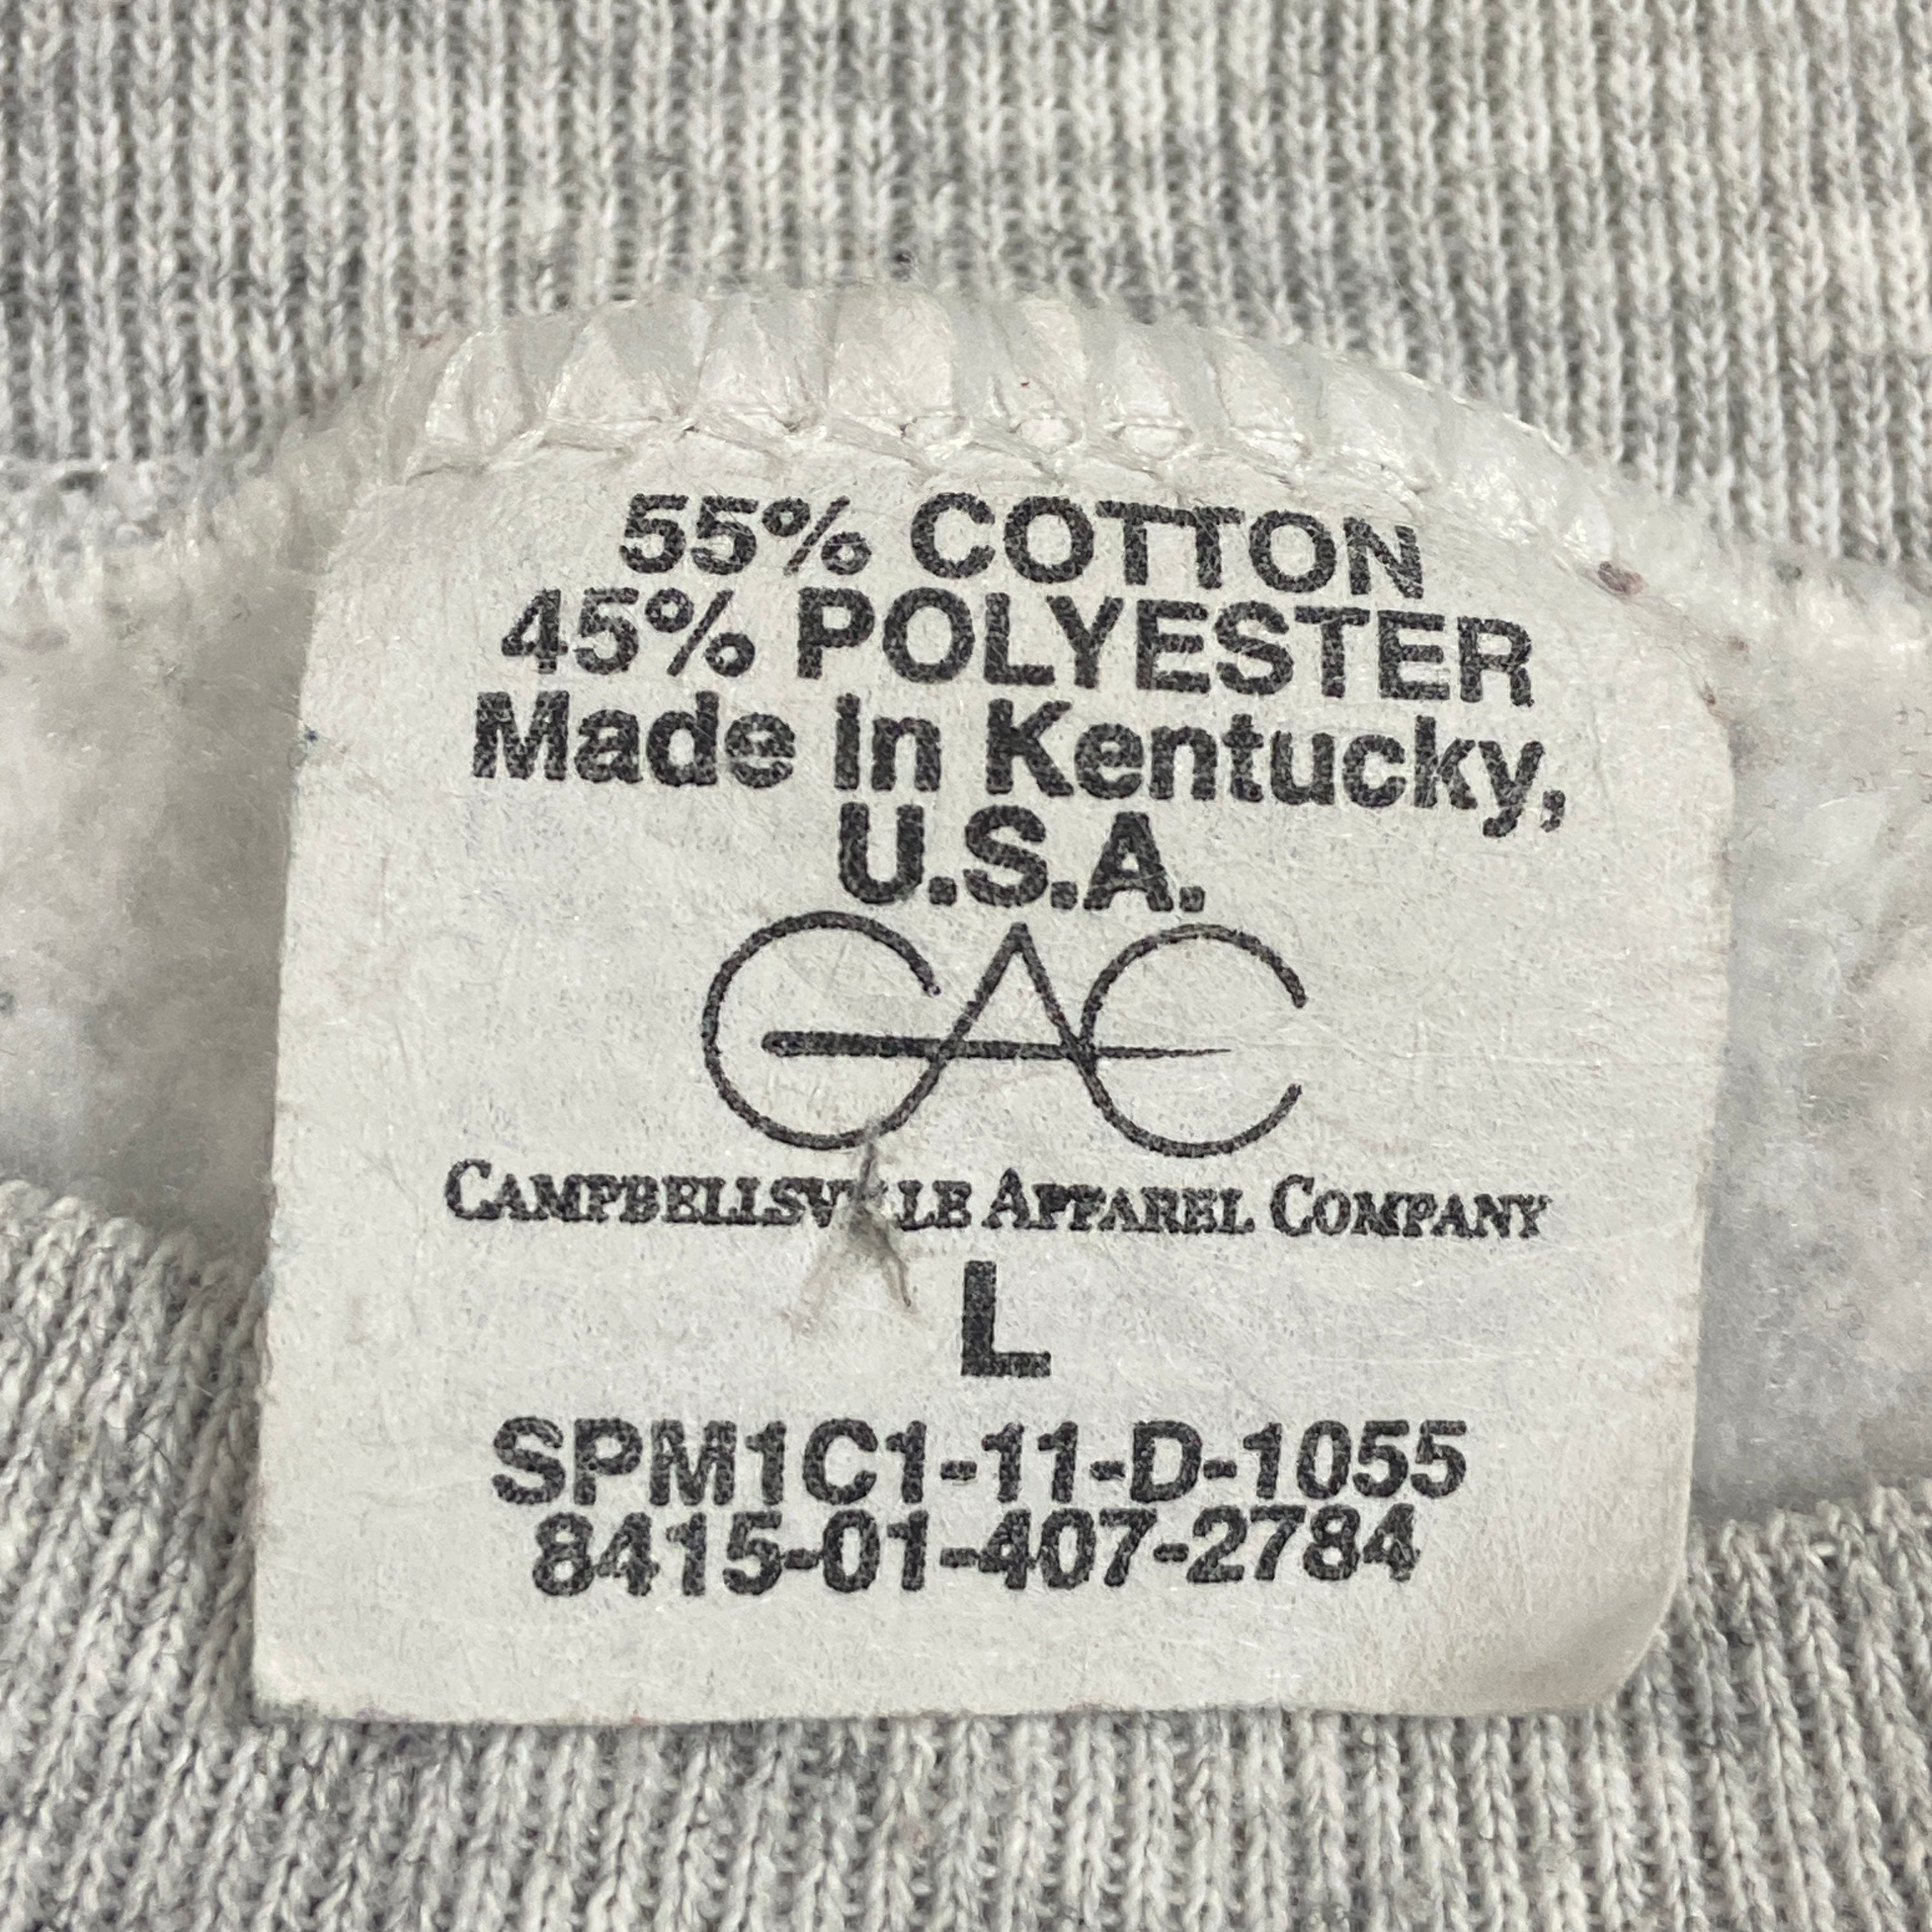 55% COTTON
45% POLYESTER
Made in Kentucky,
U.S.A.
CAC
CAMPBELLSVILLE APPAREL COMPANY
L
SPM1C1-11-D-1055
8415-01-407-2784